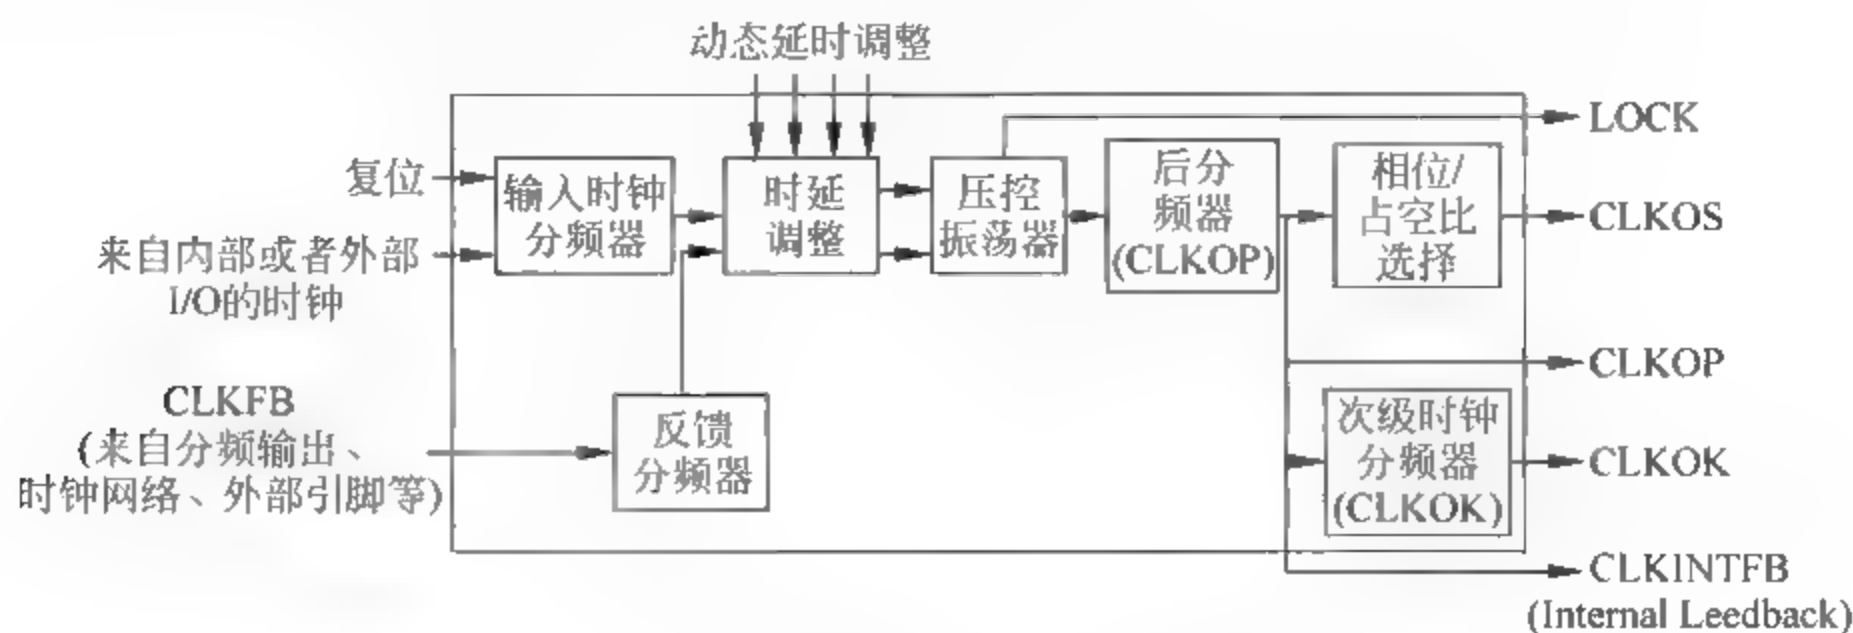 动态延时调整
LOCK
复位
输入时钟
分频器
时延
调整
压控
振荡器
后分
频器
(CLKOP)
相位/
占空比
选择
CLKOS
来自内部或者外部
I/O的时钟
CLKOP
CLKFB
(来自分频输出、
时钟网络、外部引脚等)
反馈
分频器
次级时钟
分频器
(CLKOK)
CLKOK
CLKINTFB
(Internal Leedback)